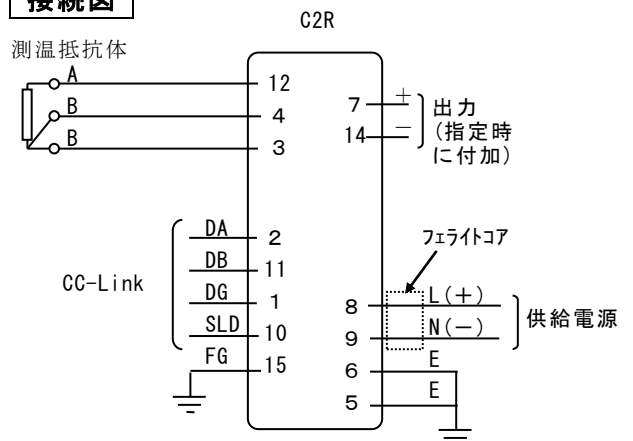 接続図
C2R
測温抵抗体
A
12
B
4
B
3
7
+
14
−
出力
(指定時
に付加)
CC-Link
DA
2
DB
11
DG
1
SLD
10
FG
15
フェライトコア
8
L(+)
9
N(−)
供給電源
6
E
5
E